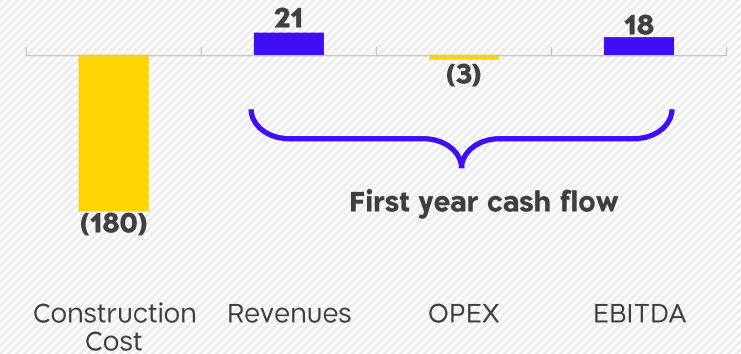 21
18
(3)
First year cash flow
(180)
Construction
Cost
Revenues
OPEX
EBITDA